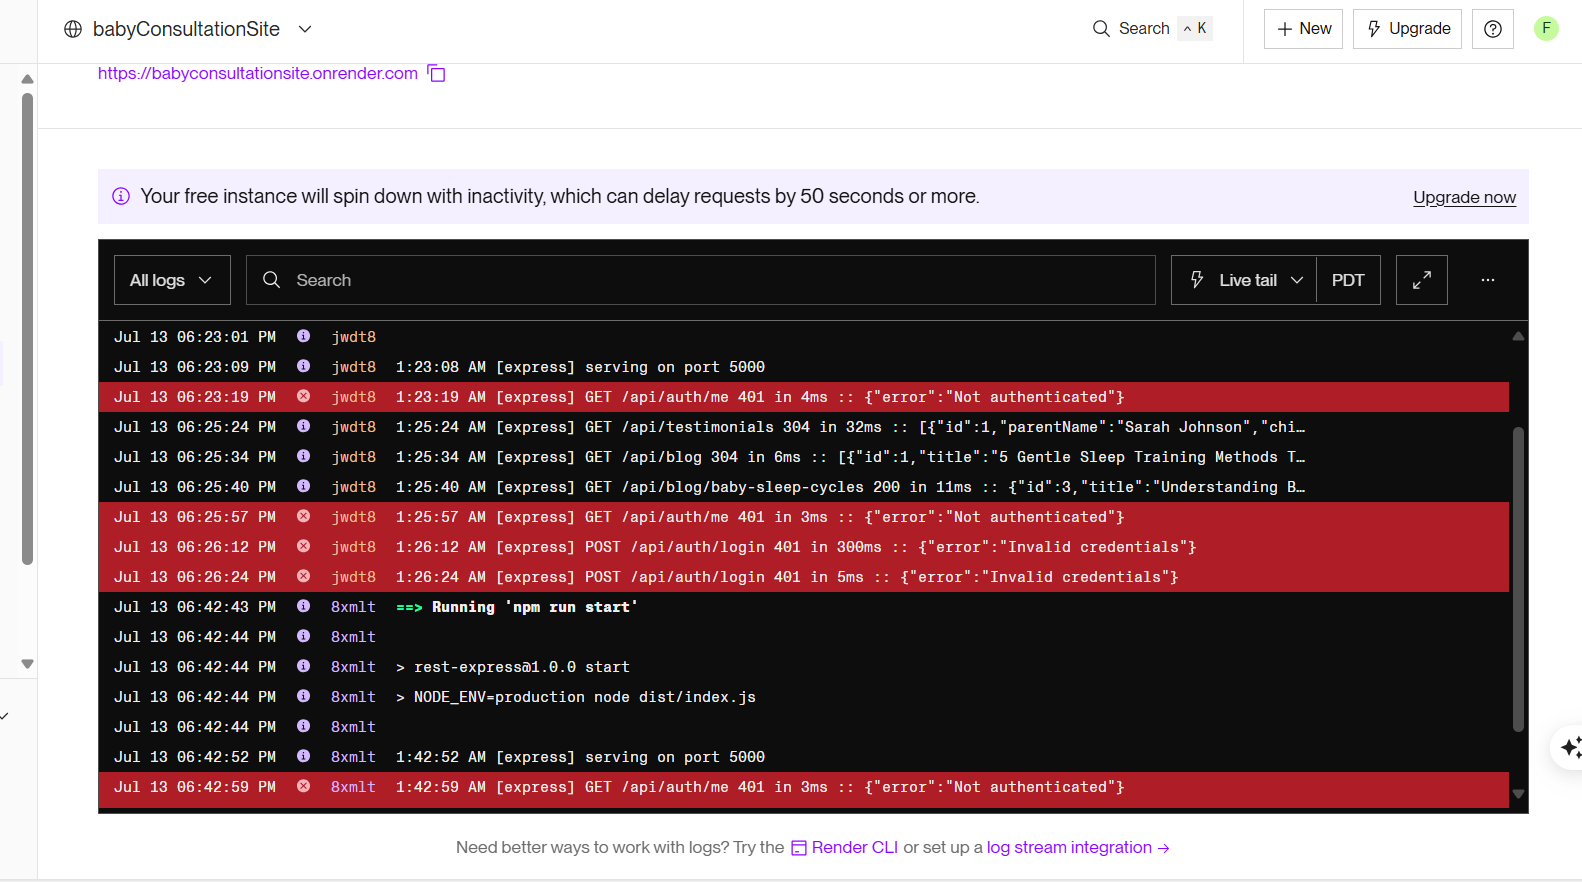 babyConsultationSite
Search ^ K
+ New
Upgrade
F
https://babyconsultationsite.onrender.com
Your free instance will spin down with inactivity, which can delay requests by 50 seconds or more.
Upgrade now
All logs
Search
Live tail
PDT
...
Jul 13 06:23:01 PM jwdt8
Jul 13 06:23:09 PM jwdt8 1:23:08 AM [express] serving on port 5000
Jul 13 06:23:19 PM jwdt8 1:23:19 AM [express] GET /api/auth/me 401 in 4ms :: {"error":"Not authenticated"}
Jul 13 06:25:24 PM jwdt8 1:25:24 AM [express] GET /api/testimonials 304 in 32ms :: [{"id":1,"parentName":"Sarah Johnson","chi…
Jul 13 06:25:34 PM jwdt8 1:25:34 AM [express] GET /api/blog 304 in 6ms :: [{"id":1,"title":"5 Gentle Sleep Training Methods T…
Jul 13 06:25:40 PM jwdt8 1:25:40 AM [express] GET /api/blog/baby-sleep-cycles 200 in 11ms :: {"id":3,"title":"Understanding B…
Jul 13 06:25:57 PM jwdt8 1:25:57 AM [express] GET /api/auth/me 401 in 3ms :: {"error":"Not authenticated"}
Jul 13 06:26:12 PM jwdt8 1:26:12 AM [express] POST /api/auth/login 401 in 300ms :: {"error":"Invalid credentials"}
Jul 13 06:26:24 PM jwdt8 1:26:24 AM [express] POST /api/auth/login 401 in 5ms :: {"error":"Invalid credentials"}
Jul 13 06:42:43 PM 8xmlt ==> Running 'npm run start'
Jul 13 06:42:44 PM 8xmlt
Jul 13 06:42:44 PM 8xmlt > rest-express@1.0.0 start
Jul 13 06:42:44 PM 8xmlt > NODE_ENV=production node dist/index.js
Jul 13 06:42:44 PM 8xmlt
Jul 13 06:42:52 PM 8xmlt 1:42:52 AM [express] serving on port 5000
Jul 13 06:42:59 PM 8xmlt 1:42:59 AM [express] GET /api/auth/me 401 in 3ms :: {"error":"Not authenticated"}
Need better ways to work with logs? Try the Render CLI or set up a log stream integration →